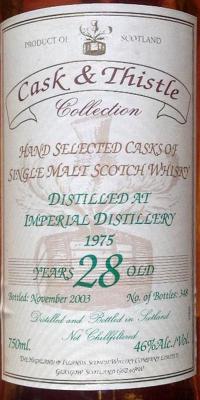 PRODUCT OF SCOTLAND
Cask & Thistle
Collection
HAND SELECTED CASKS OF
SINGLE MALT SCOTCH WHISKY
DISTILLED AT
IMPERIAL DISTILLERY
1975
YEARS 28 OLD
Bottled: November 2003 No. of Bottles: 348
Distilled and Bottled in Scotland
Not Chillfiltered
750ml. 46%Alc./Vol.
THE HIGHLAND & ISLANDS SCOTCH WHISKY COMPANY LIMITED
GLASGOW SCOTLAND